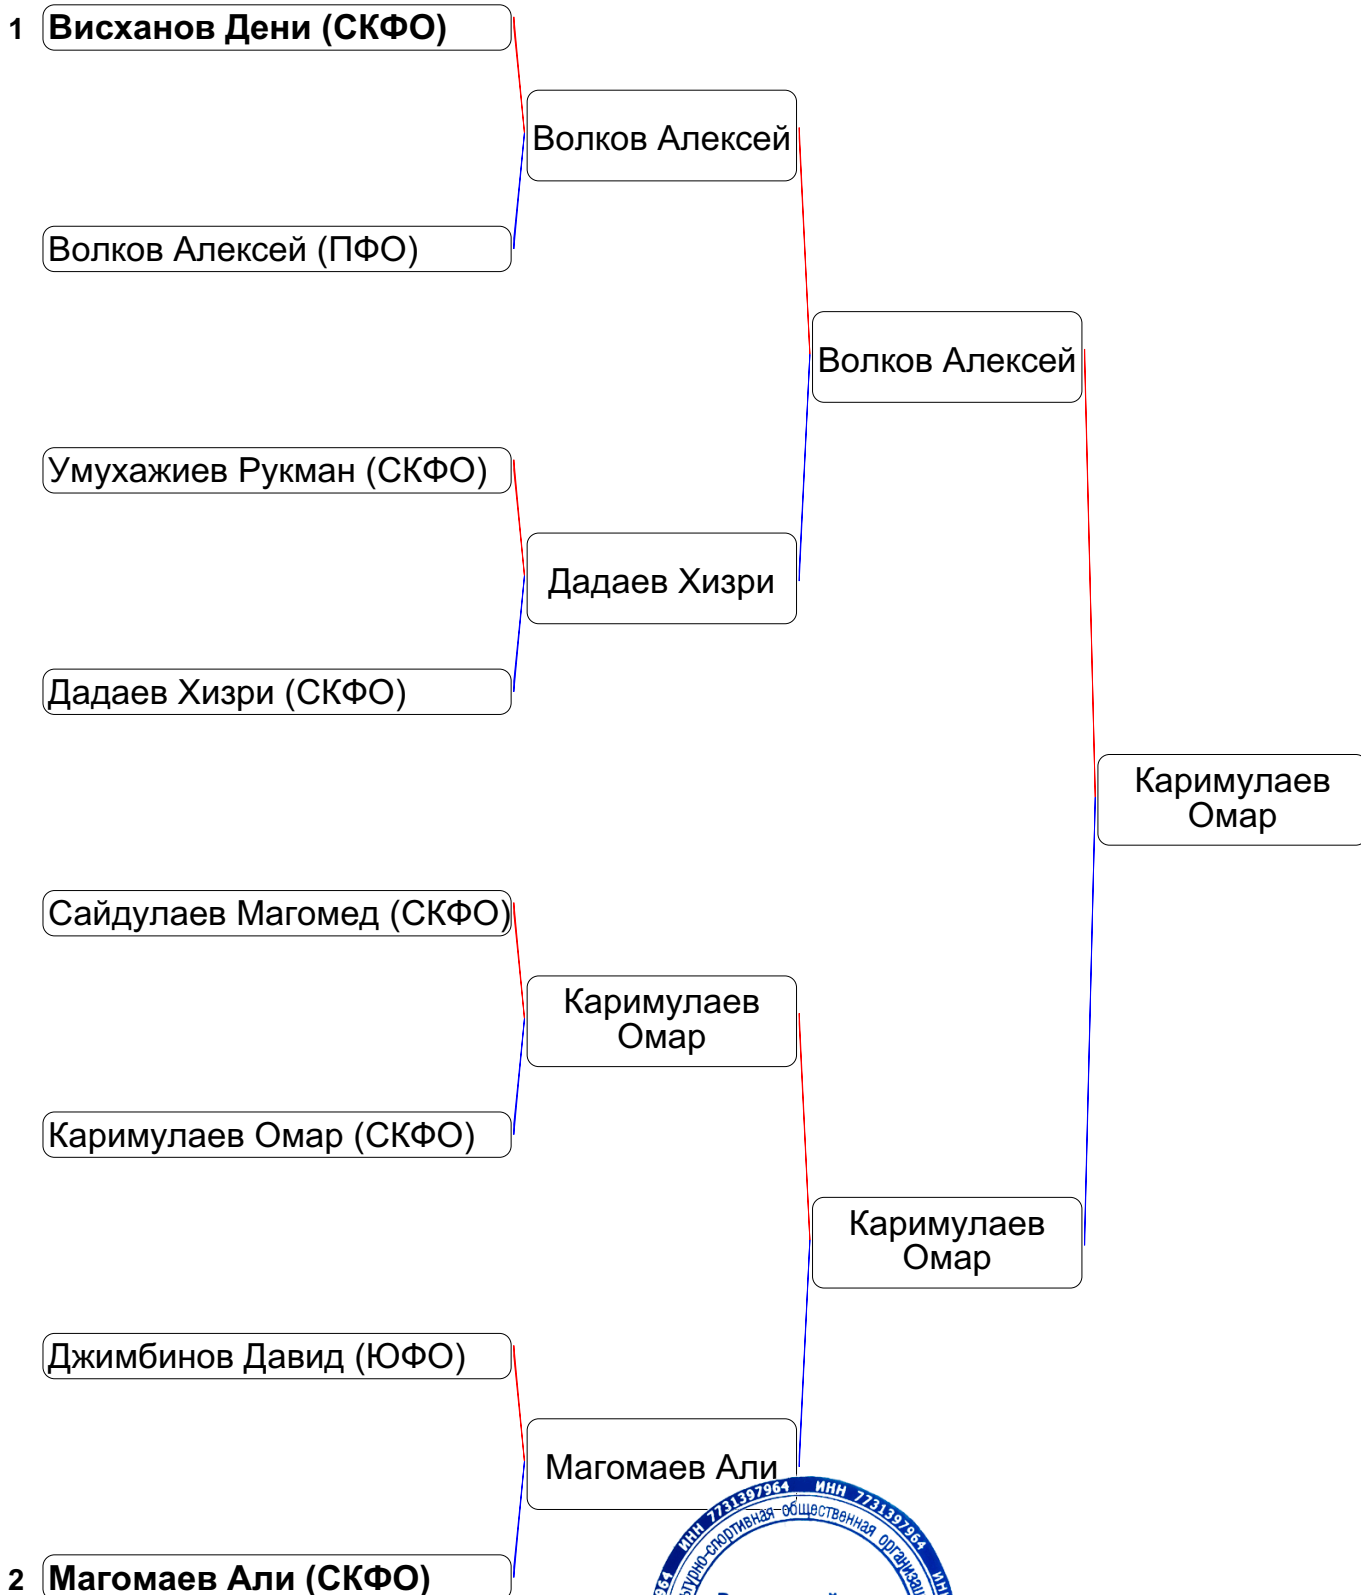 1 Висханов Дени (СКФО)
Волков Алексей
Волков Алексей (ПФО)
Волков Алексей
Умухажиев Рукман (СКФО)
Дадаев Хизри
Дадаев Хизри (СКФО)
Каримулаев
Омар
Сайдулаев Магомед (СКФО)
Каримулаев
Омар
Каримулаев Омар (СКФО)
Каримулаев
Омар
Джимбинов Давид (ЮФО)
Магомаев Али
ИНН 7731397964 ИНН 7731397964
спортивная общественная
2 Магомаев Али (СКФО)